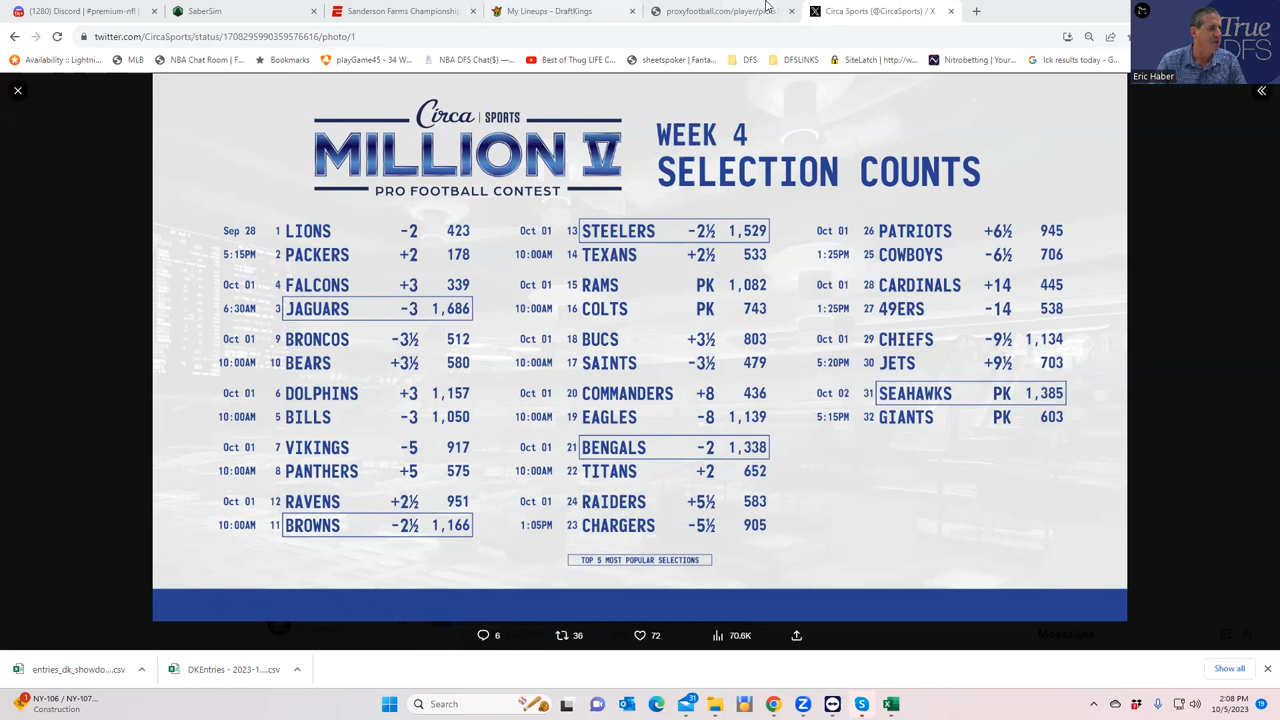 (1280) Discord | #premium-nfl
SaberSim
Sanderson Farms Championship
My Lineups - DraftKings
proxyfootball.com/player/
Circa Sports (@CircaSports) / X
twitter.com/CircaSports/status/1708295990359576616/photo/1
Availability :: Lightni...
MLB
NBA Chat Room | F...
Bookmarks
playGame45 - 34 W...
NBA DFS Chat($) —...
Best of Thug LIFE C...
sheetspoker | Fanta...
DFS
DFSLINKS
SiteLatch | http://w...
Nitrobetting | Your...
lck results today - G...
True
DFS
Eric Haber
Circa | SPORTS
MILLION V
PRO FOOTBALL CONTEST
WEEK 4
SELECTION COUNTS
Sep 28 1 LIONS -2 423
5:15PM 2 PACKERS +2 178
Oct 01 4 FALCONS +3 339
6:30AM 3 JAGUARS -3 1,686
Oct 01 9 BRONCOS -3½ 512
10:00AM 10 BEARS +3½ 580
Oct 01 6 DOLPHINS +3 1,157
10:00AM 5 BILLS -3 1,050
Oct 01 7 VIKINGS -5 917
10:00AM 8 PANTHERS +5 575
Oct 01 12 RAVENS +2½ 951
10:00AM 11 BROWNS -2½ 1,166
Oct 01 13 STEELERS -2½ 1,529
10:00AM 14 TEXANS +2½ 533
Oct 01 15 RAMS PK 1,082
10:00AM 16 COLTS PK 743
Oct 01 18 BUCS +3½ 803
10:00AM 17 SAINTS -3½ 479
Oct 01 20 COMMANDERS +8 436
10:00AM 19 EAGLES -8 1,139
Oct 01 21 BENGALS -2 1,338
10:00AM 22 TITANS +2 652
Oct 01 24 RAIDERS +5½ 583
1:05PM 23 CHARGERS -5½ 905
Oct 01 26 PATRIOTS +6½ 945
1:25PM 25 COWBOYS -6½ 706
Oct 01 28 CARDINALS +14 445
1:25PM 27 49ERS -14 538
Oct 01 29 CHIEFS -9½ 1,134
5:20PM 30 JETS +9½ 703
Oct 02 31 SEAHAWKS PK 1,385
5:15PM 32 GIANTS PK 603
TOP 5 MOST POPULAR SELECTIONS
6
36
72
70.6K
Messages
entries_dk_showdo....csv
DKEntries - 2023-1....csv
Show all
NY-106 / NY-107...
Construction
Search
31
2:08 PM
10/5/2023
19